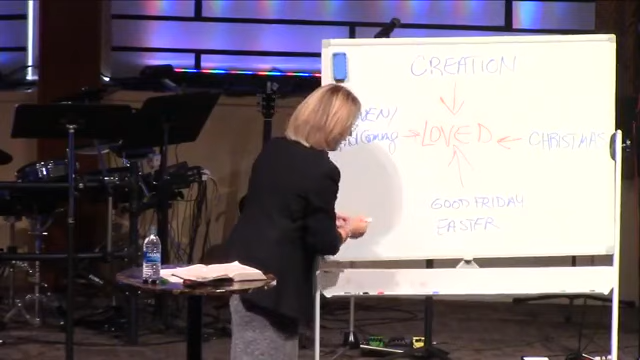 CREATION
LOVED
CHRISTMAS
GOOD FRIDAY
EASTER